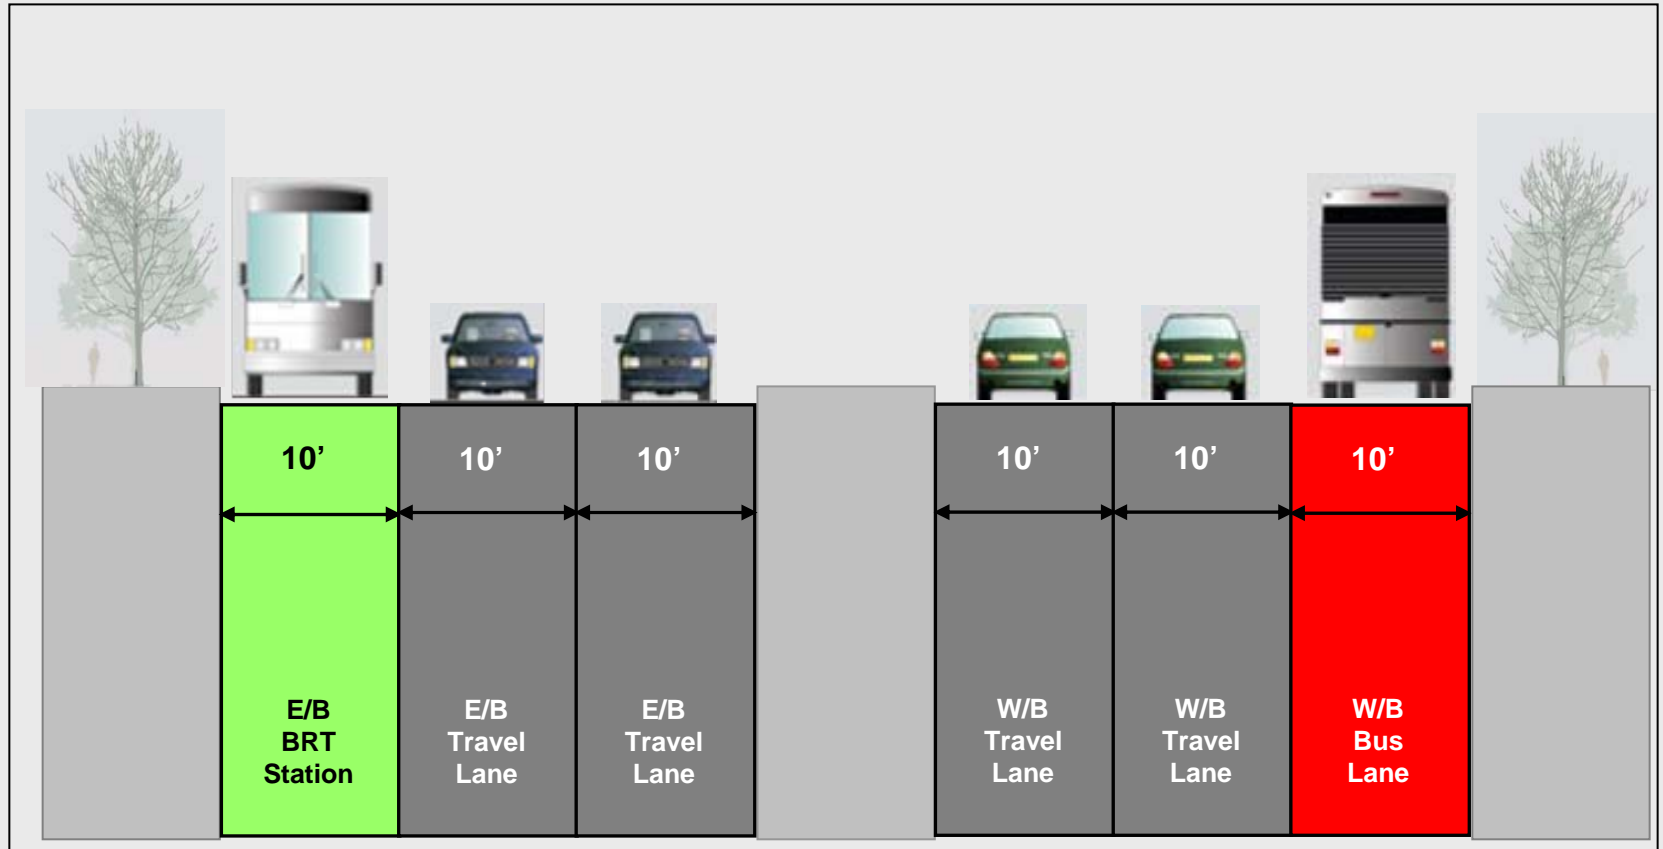 10’
10’
10’
10’
10’
10’
E/B
BRT
Station
E/B
Travel
Lane
E/B
Travel
Lane
W/B
Travel
Lane
W/B
Travel
Lane
W/B
Bus
Lane